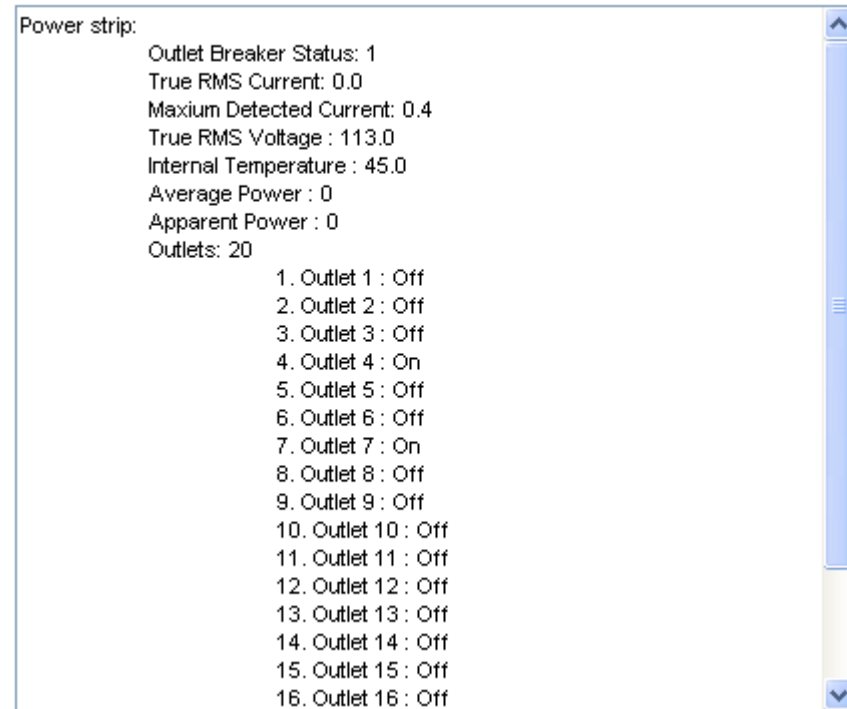 Power strip:
Outlet Breaker Status: 1
True RMS Current: 0.0
Maxium Detected Current: 0.4
True RMS Voltage : 113.0
Internal Temperature : 45.0
Average Power : 0
Apparent Power : 0
Outlets: 20
1. Outlet 1 : Off
2. Outlet 2 : Off
3. Outlet 3 : Off
4. Outlet 4 : On
5. Outlet 5 : Off
6. Outlet 6 : Off
7. Outlet 7 : On
8. Outlet 8 : Off
9. Outlet 9 : Off
10. Outlet 10 : Off
11. Outlet 11 : Off
12. Outlet 12 : Off
13. Outlet 13 : Off
14. Outlet 14 : Off
15. Outlet 15 : Off
16. Outlet 16 : Off